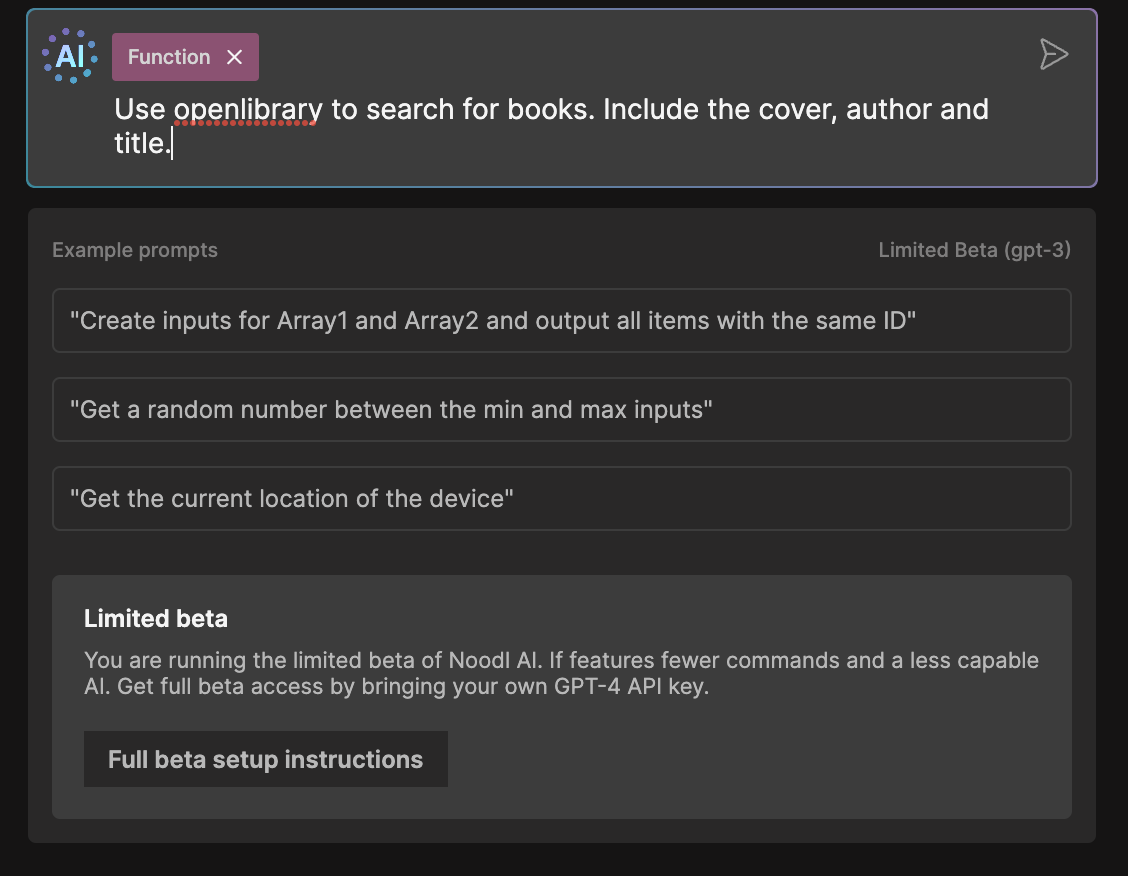 AI
Function
Use openlibrary to search for books. Include the cover, author and
title.
Example prompts
Limited Beta (gpt-3)
"Create inputs for Array1 and Array2 and output all items with the same ID"
"Get a random number between the min and max inputs"
"Get the current location of the device"
Limited beta
You are running the limited beta of Noodl AI. If features fewer commands and a less capable
AI. Get full beta access by bringing your own GPT-4 API key.
Full beta setup instructions